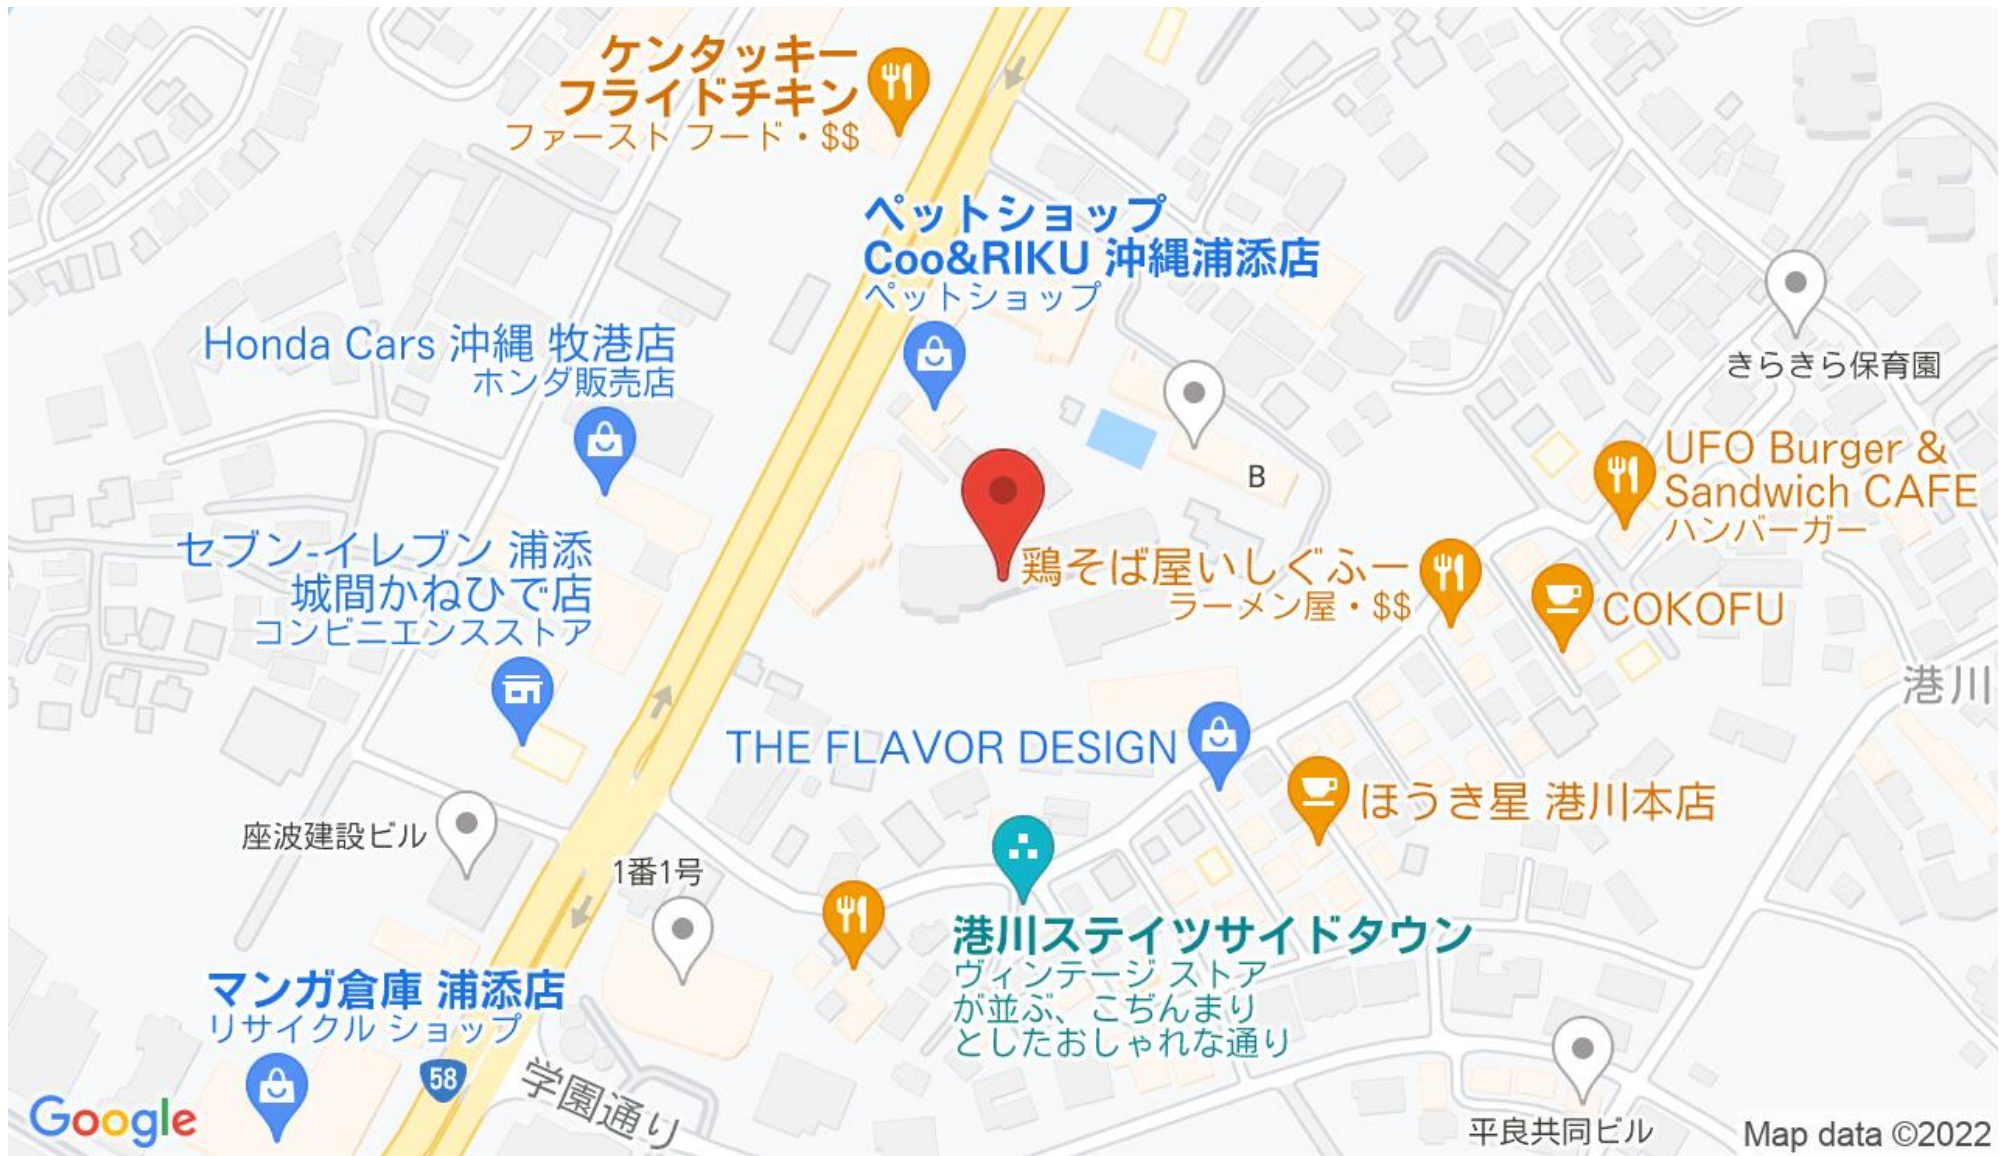 ケンタッキー
フライドチキン
ファースト フード・$$
ペットショップ
Coo&RIKU 沖縄浦添店
ペットショップ
Honda Cars 沖縄 牧港店
ホンダ販売店
きらきら保育園
UFO Burger &
Sandwich CAFE
ハンバーガー
B
セブン-イレブン 浦添
城間かねひで店
コンビニエンスストア
鶏そば屋いしぐふー
ラーメン屋・$$
COKOFU
港川
THE FLAVOR DESIGN
ほうき星 港川本店
座波建設ビル
1番1号
港川ステイツサイドタウン
ヴィンテージ ストア
が並ぶ、こぢんまり
としたおしゃれな通り
マンガ倉庫 浦添店
リサイクル ショップ
58
学園通り
平良共同ビル
Google
Map data ©2022